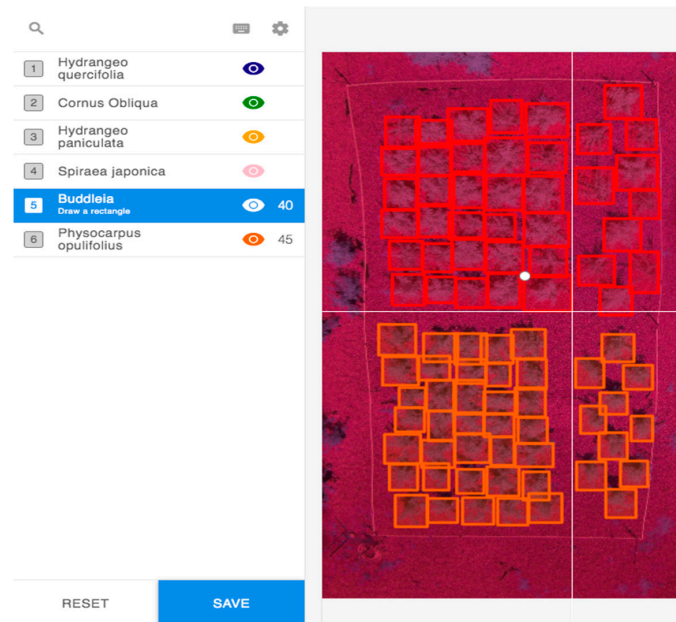 1 Hydrangeo
quercifolia
2 Cornus Obliqua
3 Hydrangeo
paniculata
4 Spiraea japonica
5 Buddleia 40
Draw a rectangle
6 Physocarpus 45
opulifolius
RESET SAVE